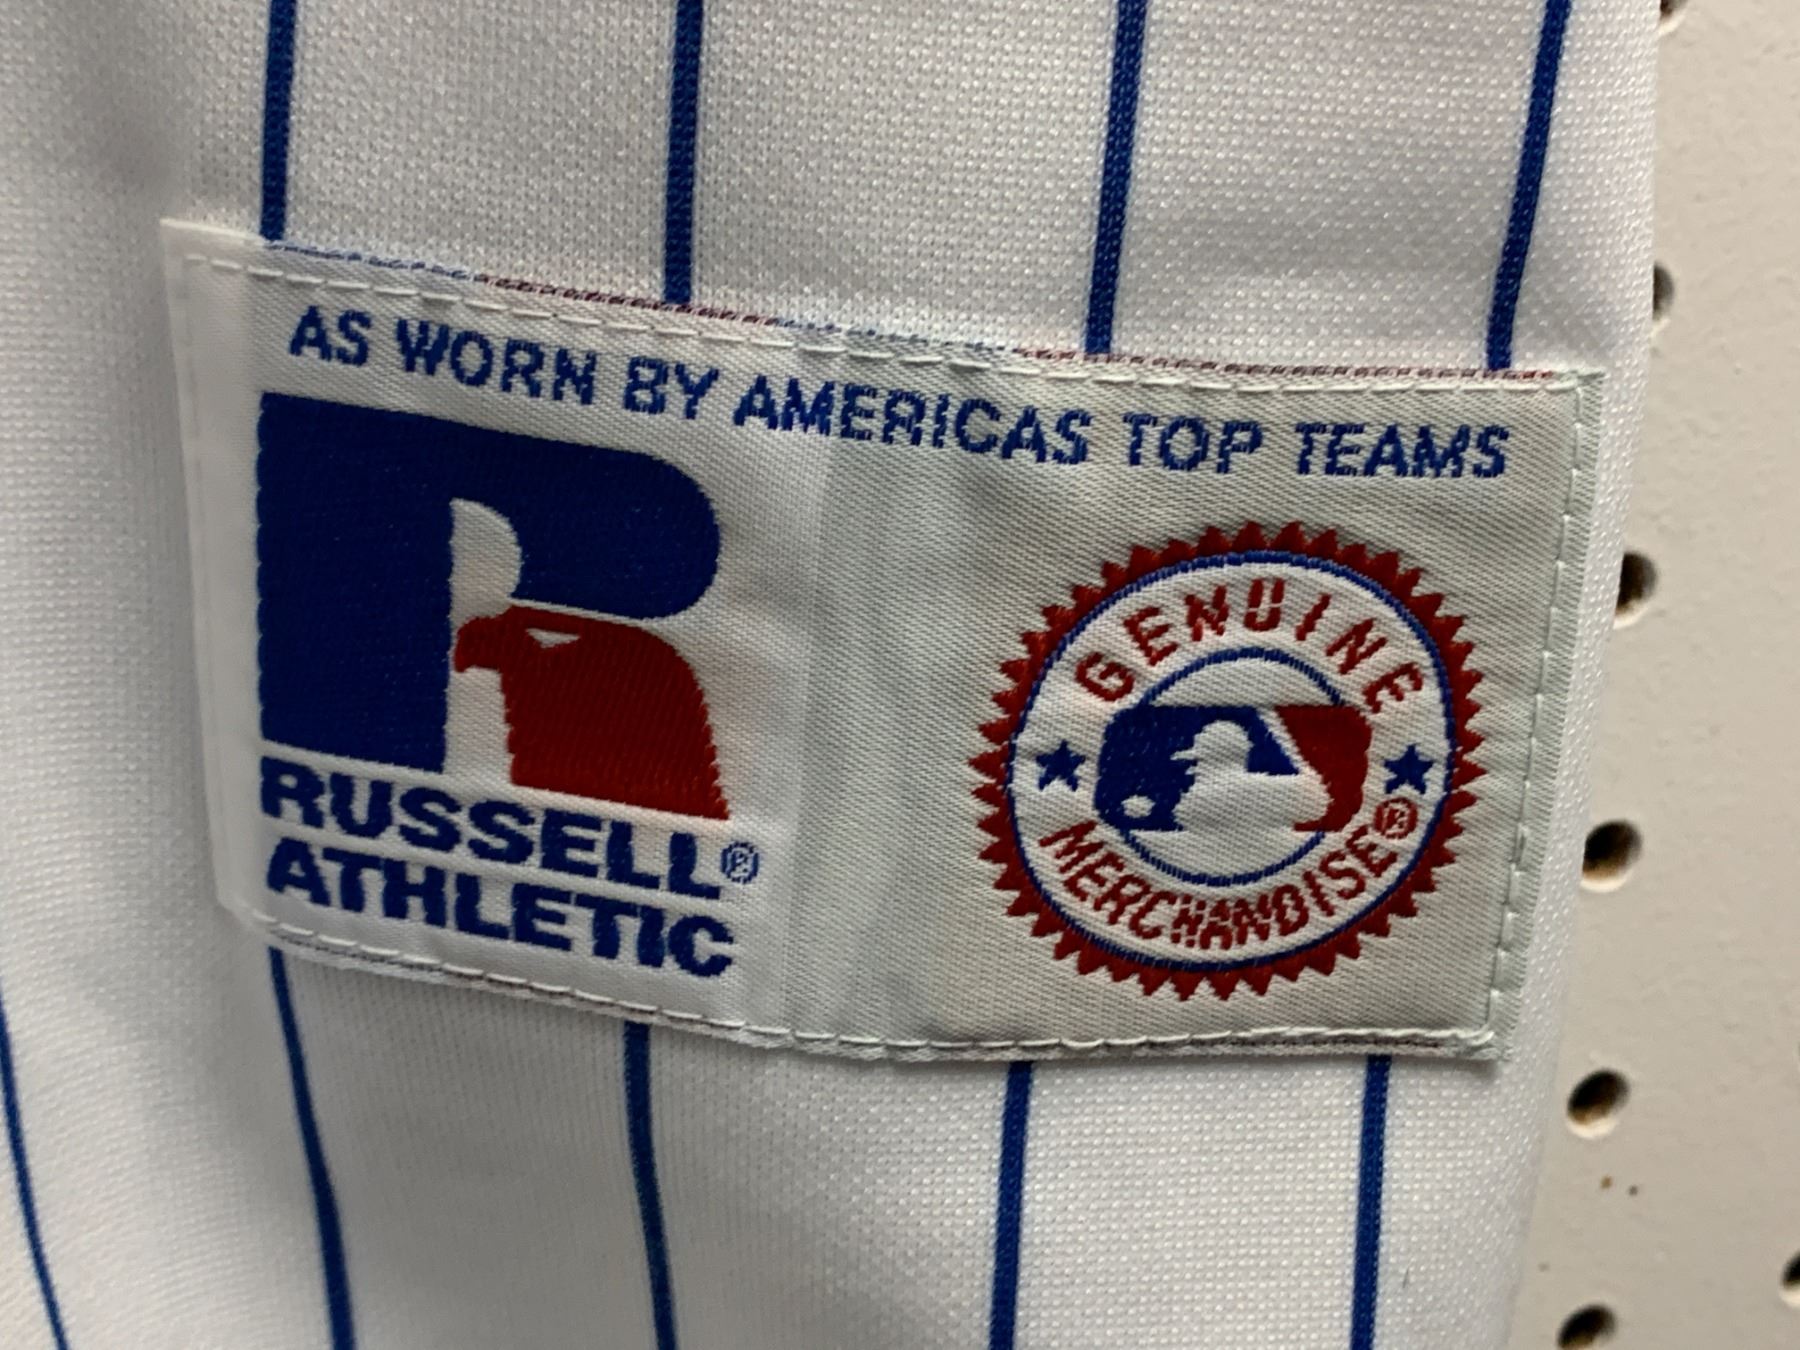 AS WORN BY AMERICAS TOP TEAMS
RUSSELL®
ATHLETIC
GENUINE
MERCHANDISE®